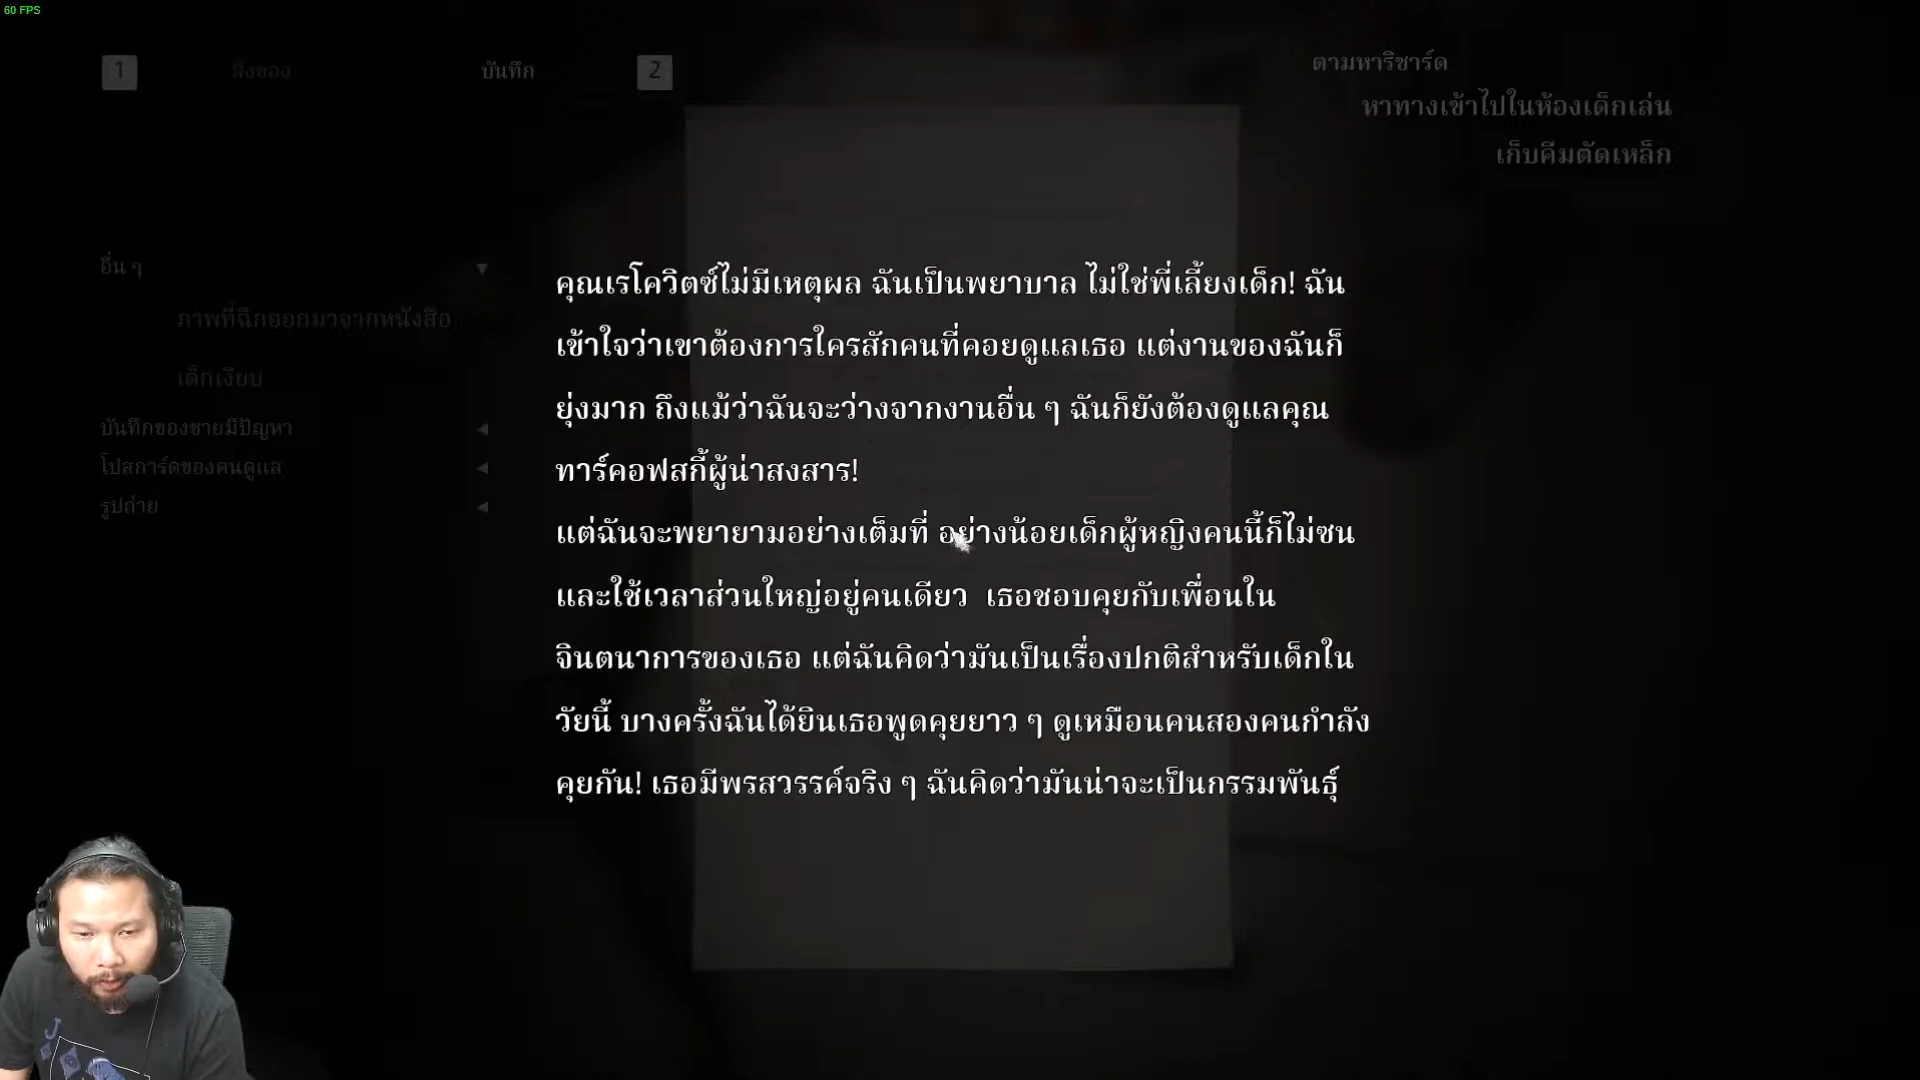 60 FPS
1
สิ่งของ
บันทึก
2
ตามหาริชาร์ด
หาทางเข้าไปในห้องเด็กเล่น
เก็บคีมตัดเหล็ก
อื่น ๆ
ภาพที่ฉีกออกมาจากหนังสือ
เด็กเงียบ
บันทึกของชายมีปัญหา
โปสการ์ดของคนดูแล
รูปถ่าย
คุณเรโควิตซ์ไม่มีเหตุผล ฉันเป็นพยาบาล ไม่ใช่พี่เลี้ยงเด็ก! ฉัน
เข้าใจว่าเขาต้องการใครสักคนที่คอยดูแลเธอ แต่งานของฉันก็
ยุ่งมาก ถึงแม้ว่าฉันจะว่างจากงานอื่น ๆ ฉันก็ยังต้องดูแลคุณ
ทาร์คอฟสกี้ผู้น่าสงสาร!
แต่ฉันจะพยายามอย่างเต็มที่ อย่างน้อยเด็กผู้หญิงคนนี้ก็ไม่ซน
และใช้เวลาส่วนใหญ่อยู่คนเดียว เธอชอบคุยกับเพื่อนใน
จินตนาการของเธอ แต่ฉันคิดว่ามันเป็นเรื่องปกติสำหรับเด็กใน
วัยนี้ บางครั้งฉันได้ยินเธอพูดคุยยาว ๆ ดูเหมือนคนสองคนกำลัง
คุยกัน! เธอมีพรสวรรค์จริง ๆ ฉันคิดว่ามันน่าจะเป็นกรรมพันธุ์
J